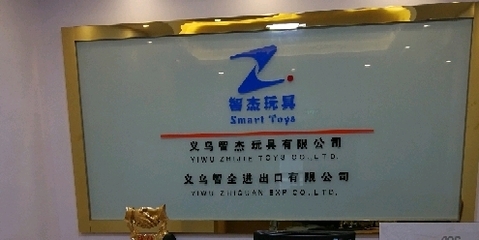 智杰玩具
Smart Toys
义乌智杰玩具有限公司
YIWU ZHIJIE TOYS CO.,LTD.
义乌智全进出口有限公司
YIWU ZHIQUAN EXP CO.,LTD.